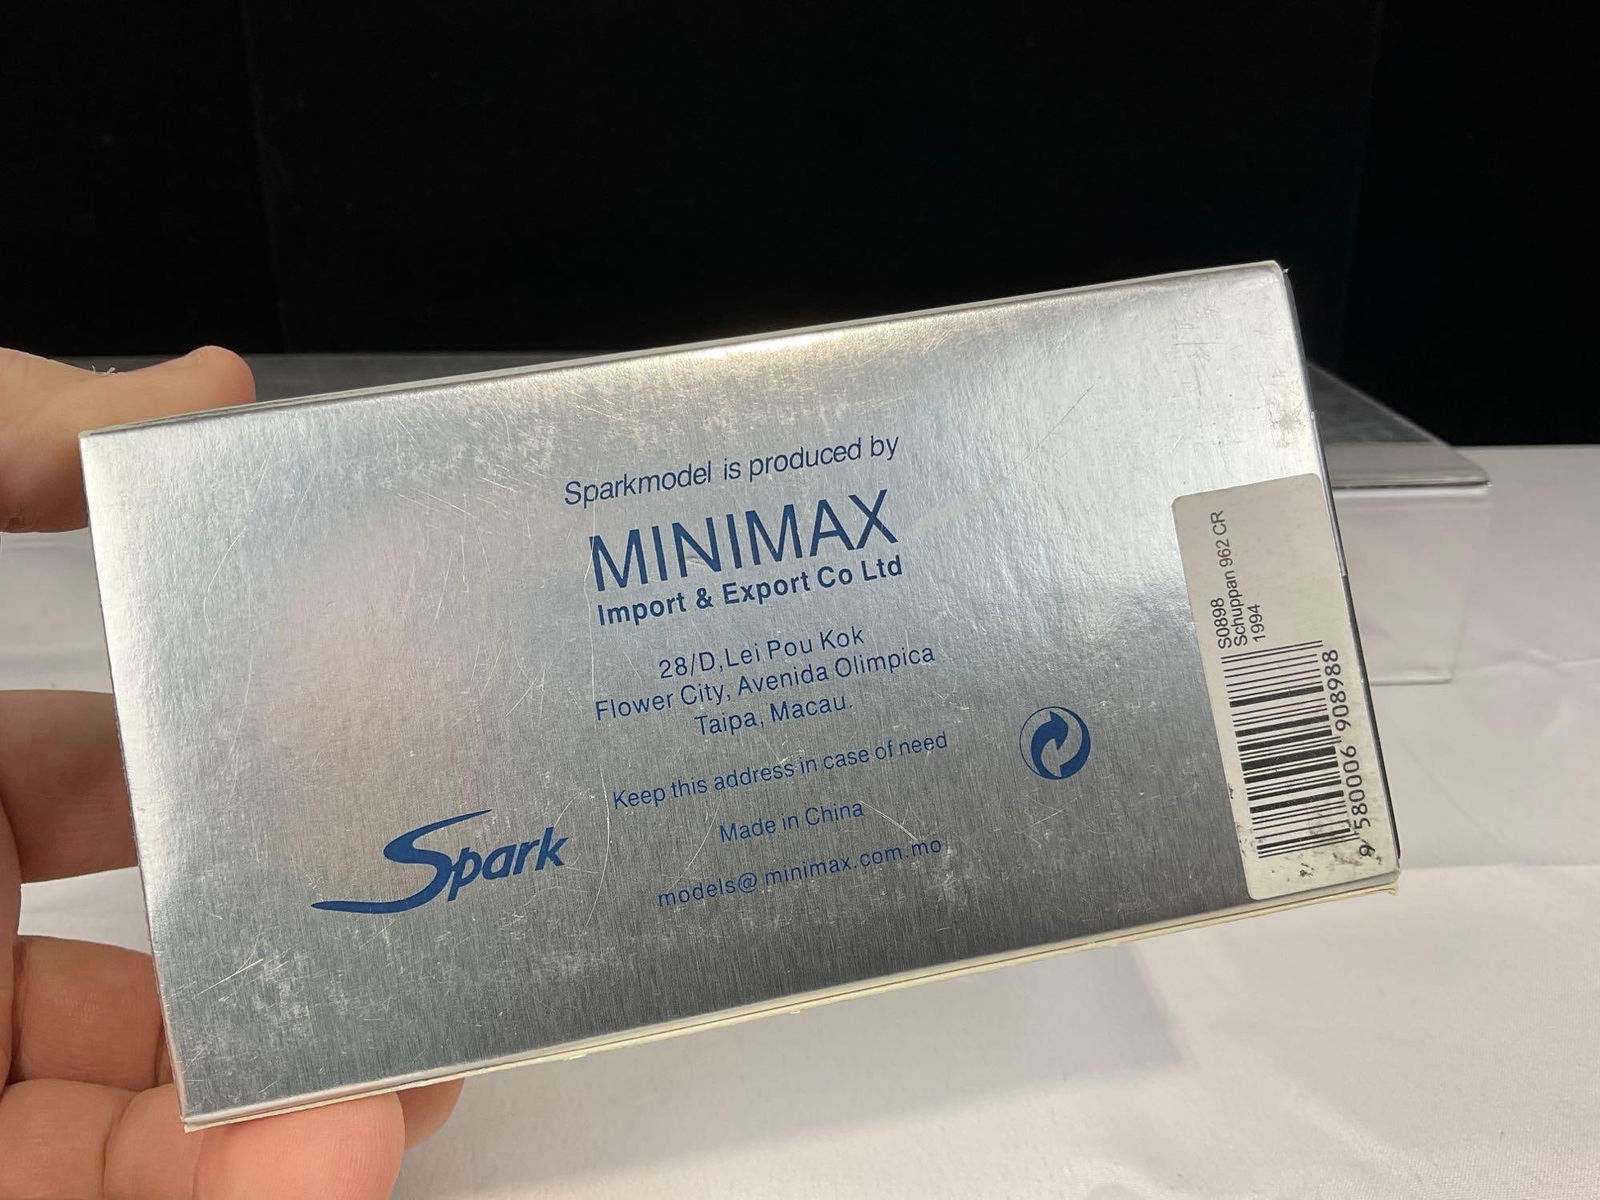 Sparkmodel is produced by
MINIMAX
Import & Export Co Ltd
28/D,Lei Pou Kok
Flower City, Avenida Olimpica
Taipa, Macau.
Keep this address in case of need
Made in China
models@ minimax.com.mo
Spark
S0898
Schuppan 962 CR
1994
9 580006 908988